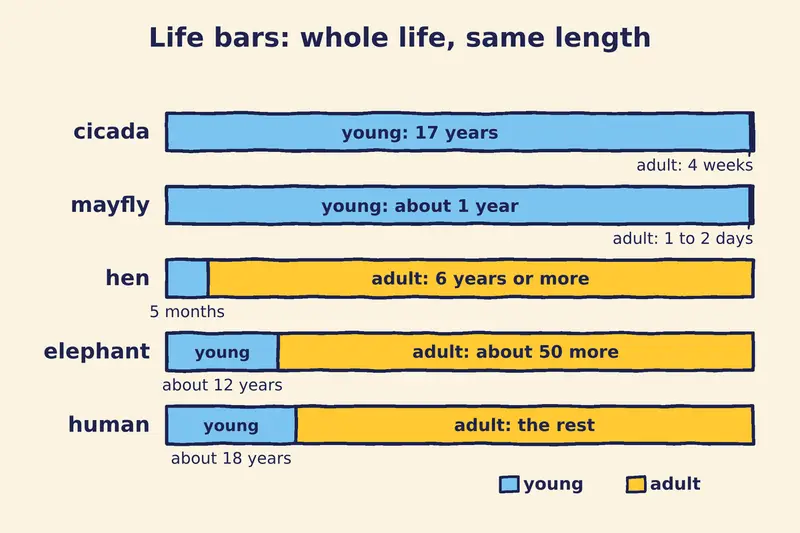 Life bars: whole life, same length
cicada
young: 17 years
adult: 4 weeks
mayfly
young: about 1 year
adult: 1 to 2 days
hen
adult: 6 years or more
5 months
elephant
young
adult: about 50 more
about 12 years
human
young
adult: the rest
about 18 years
young
adult